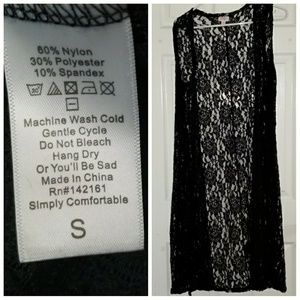 60% Nylon
30% Polyester
10% Spandex
Machine Wash Cold
Gentle Cycle
Do Not Bleach
Hang Dry
Or You'll Be Sad
Made In China
Rn#142161
Simply Comfortable
S